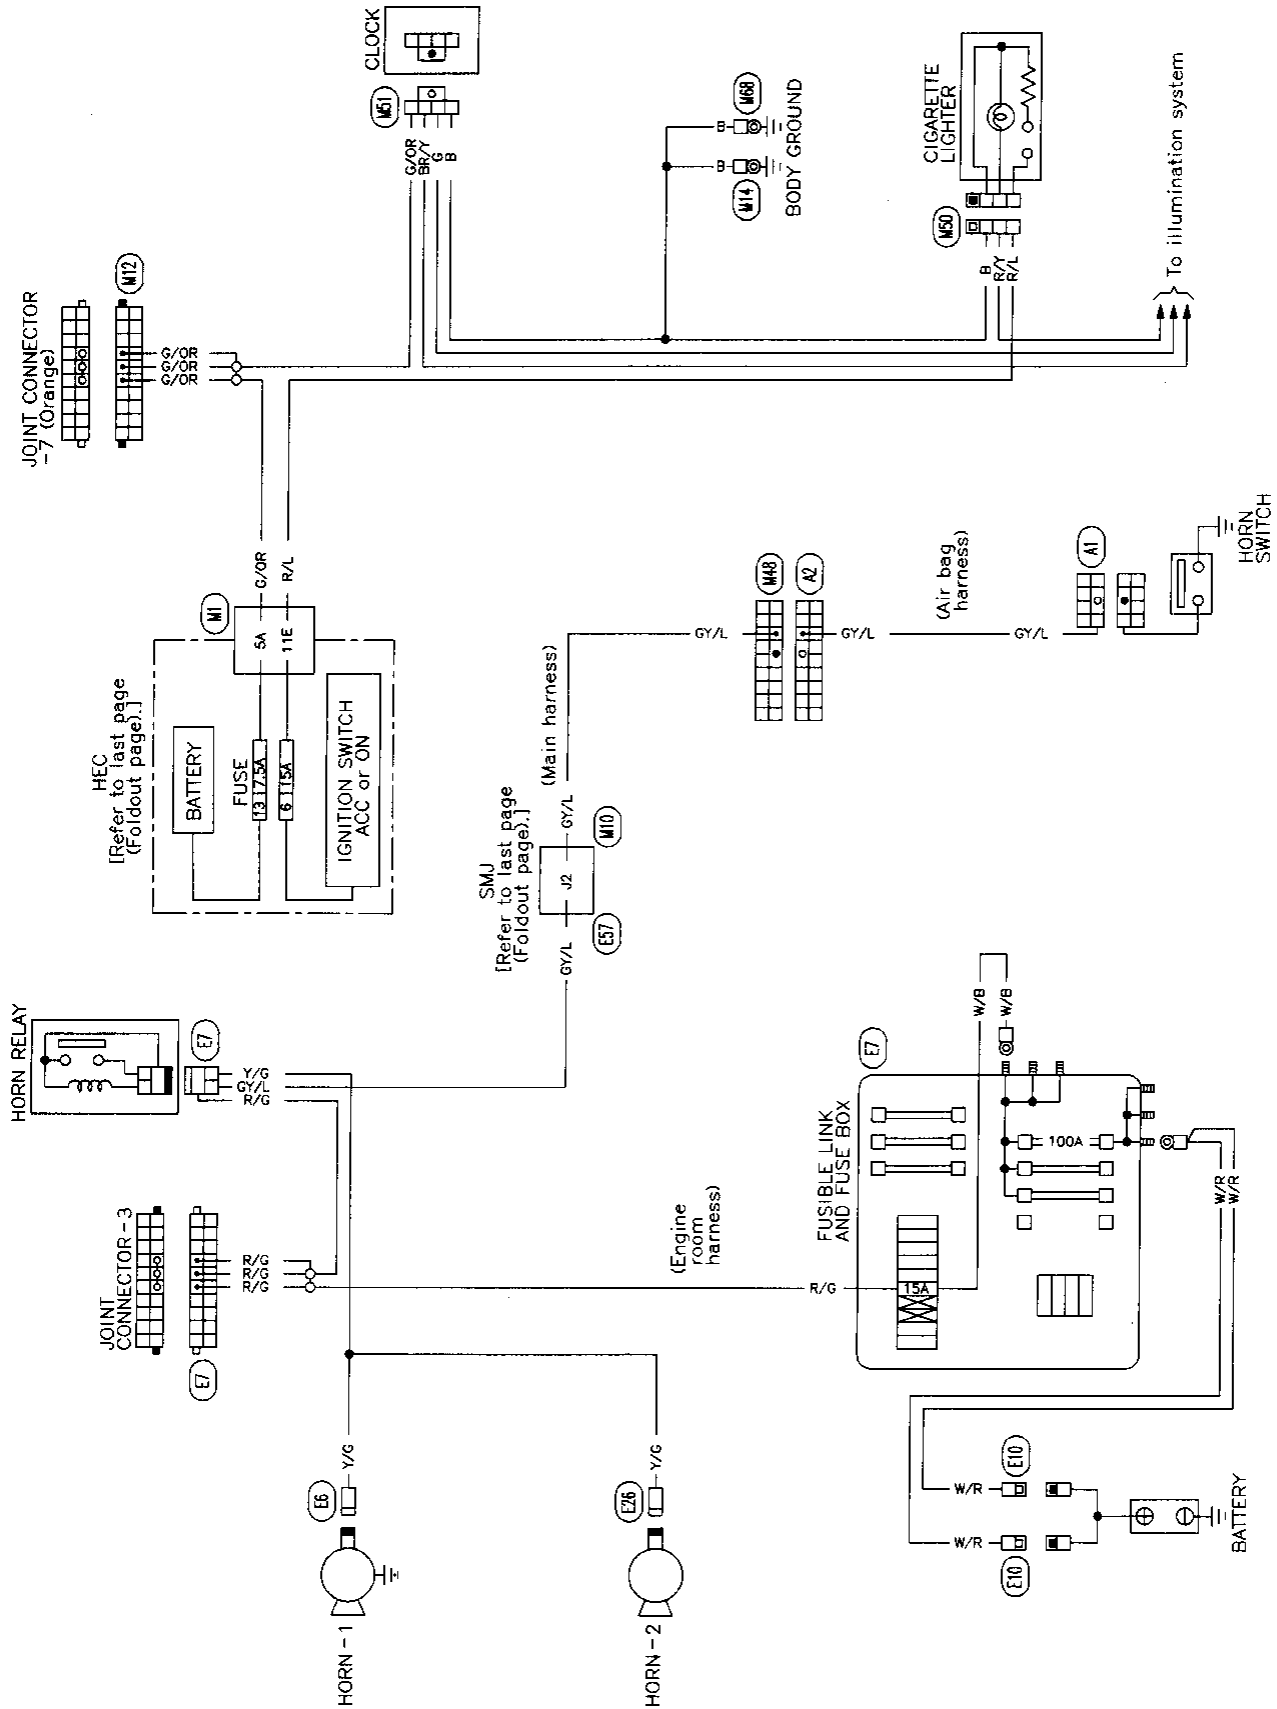 CLOCK
M51
G/OR
BR/Y
G
B
M68
B
B
M14
BODY GROUND
CIGARETTE
LIGHTER
M50
B
R/Y
R/L
To illumination system
JOINT CONNECTOR
-7 (Orange)
M12
G/OR
G/OR
G/OR
HEC
[Refer to last page
(Foldout page).]
M1
G/OR
R/L
5A
11E
BATTERY
FUSE
13 7.5A
6 15A
IGNITION SWITCH
ACC or ON
SMJ
[Refer to last page
(Foldout page).]
GY/L
E57
J2
M10
GY/L
(Main harness)
GY/L
M48
A2
GY/L
(Air bag
harness)
GY/L
A1
HORN
SWITCH
HORN RELAY
E7
Y/G
GY/L
R/G
JOINT
CONNECTOR-3
E7
R/G
R/G
R/G
(Engine
room
harness)
R/G
FUSIBLE LINK
AND FUSE BOX
E7
15A
100A
W/B
W/B
W/R
W/R
Y/G
E6
HORN-1
Y/G
E26
HORN-2
W/R
E10
W/R
E10
BATTERY